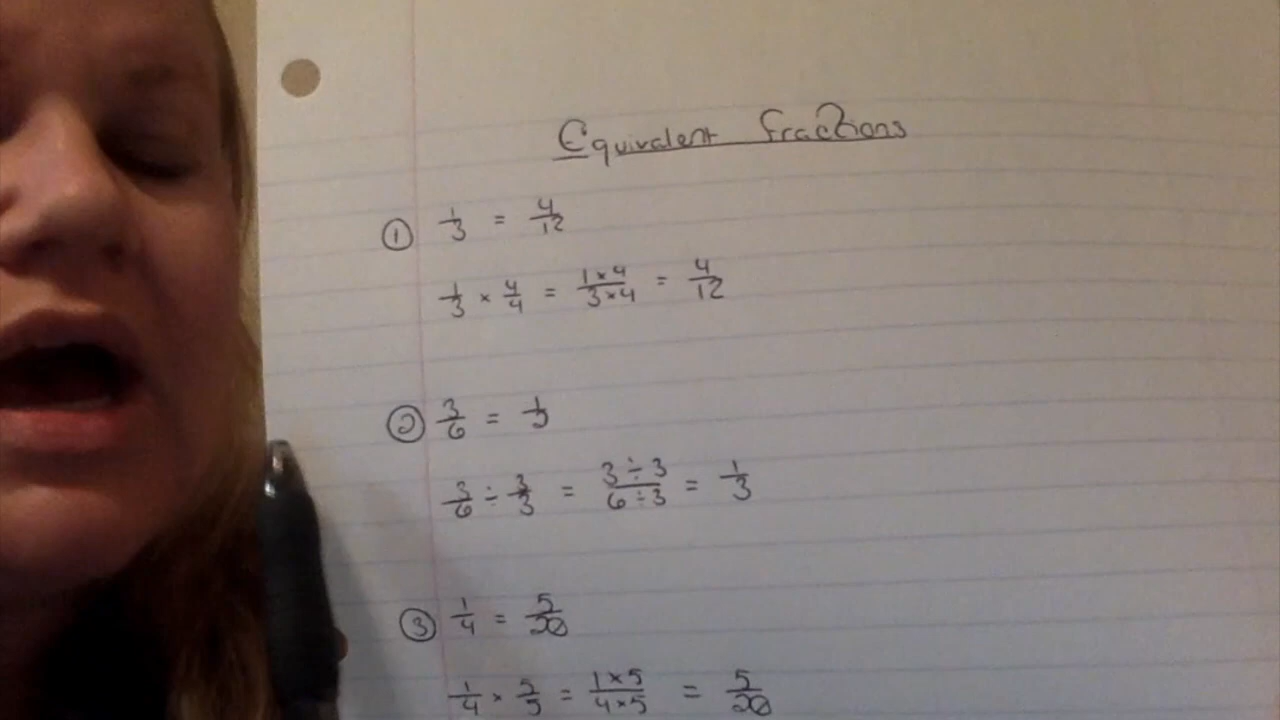 Equivalent fractions
① 1/3 = 4/12
1/3 × 4/4 = 1×4/3×4 = 4/12
② 3/6 = 1/3
3/6 ÷ 3/3 = 3÷3/6÷3 = 1/3
③ 1/4 = 5/20
1/4 × 5/5 = 1×5/4×5 = 5/20